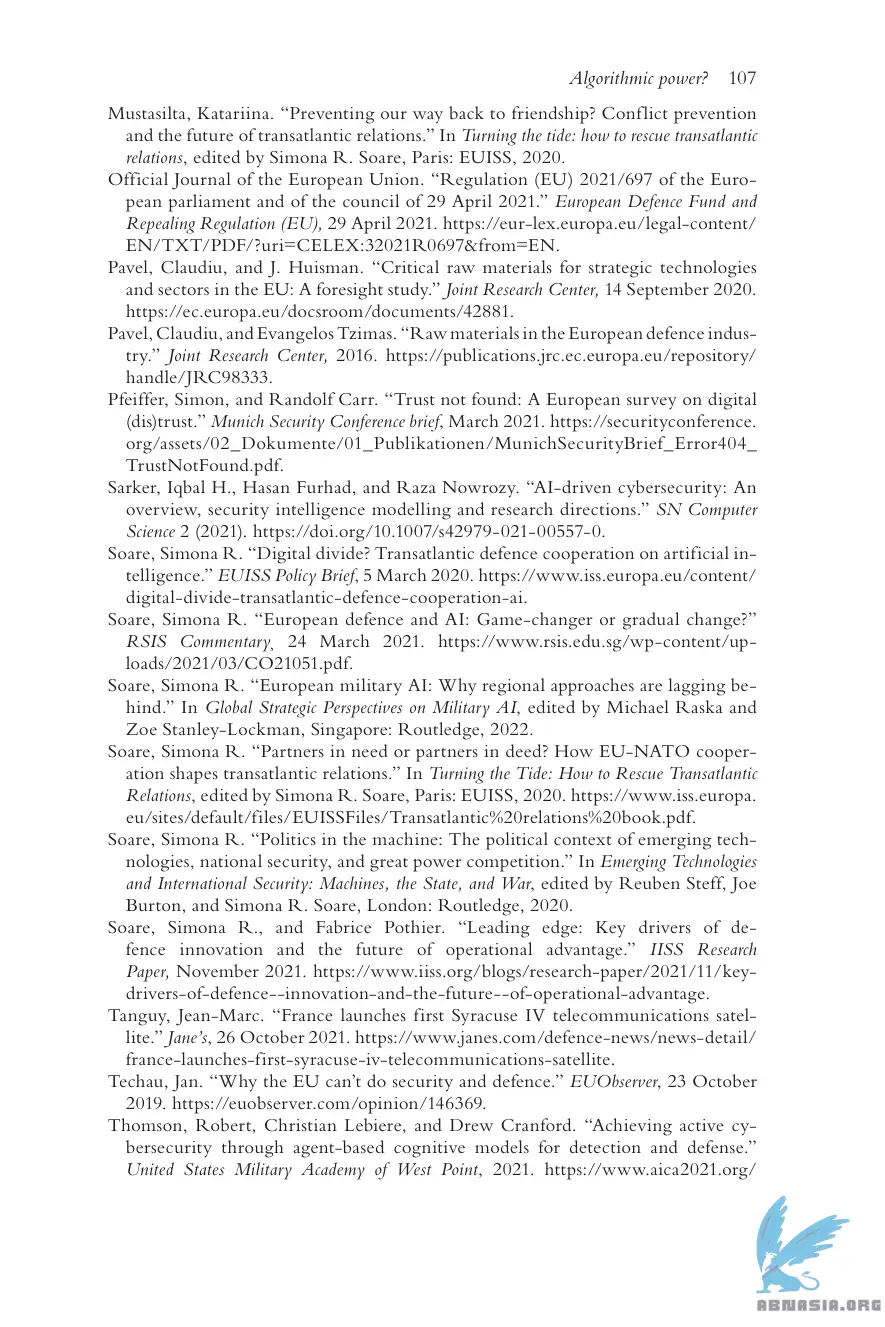 Algorithmic power? 107
Mustasilta, Katariina. “Preventing our way back to friendship? Conflict prevention
and the future of transatlantic relations.” In Turning the tide: how to rescue transatlantic
relations, edited by Simona R. Soare, Paris: EUISS, 2020.
Official Journal of the European Union. “Regulation (EU) 2021/697 of the Euro-
pean parliament and of the council of 29 April 2021.” European Defence Fund and
Repealing Regulation (EU), 29 April 2021. https://eur-lex.europa.eu/legal-content/
EN/TXT/PDF/?uri=CELEX:32021R0697&from=EN.
Pavel, Claudiu, and J. Huisman. “Critical raw materials for strategic technologies
and sectors in the EU: A foresight study.” Joint Research Center, 14 September 2020.
https://ec.europa.eu/docsroom/documents/42881.
Pavel, Claudiu, and Evangelos Tzimas. “Raw materials in the European defence indus-
try.” Joint Research Center, 2016. https://publications.jrc.ec.europa.eu/repository/
handle/JRC98333.
Pfeiffer, Simon, and Randolf Carr. “Trust not found: A European survey on digital
(dis)trust.” Munich Security Conference brief, March 2021. https://securityconference.
org/assets/02_Dokumente/01_Publikationen/MunichSecurityBrief_Error404_
TrustNotFound.pdf.
Sarker, Iqbal H., Hasan Furhad, and Raza Nowrozy. “AI-driven cybersecurity: An
overview, security intelligence modelling and research directions.” SN Computer
Science 2 (2021). https://doi.org/10.1007/s42979-021-00557-0.
Soare, Simona R. “Digital divide? Transatlantic defence cooperation on artificial in-
telligence.” EUISS Policy Brief, 5 March 2020. https://www.iss.europa.eu/content/
digital-divide-transatlantic-defence-cooperation-ai.
Soare, Simona R. “European defence and AI: Game-changer or gradual change?”
RSIS Commentary, 24 March 2021. https://www.rsis.edu.sg/wp-content/up-
loads/2021/03/CO21051.pdf.
Soare, Simona R. “European military AI: Why regional approaches are lagging be-
hind.” In Global Strategic Perspectives on Military AI, edited by Michael Raska and
Zoe Stanley-Lockman, Singapore: Routledge, 2022.
Soare, Simona R. “Partners in need or partners in deed? How EU-NATO cooper-
ation shapes transatlantic relations.” In Turning the Tide: How to Rescue Transatlantic
Relations, edited by Simona R. Soare, Paris: EUISS, 2020. https://www.iss.europa.
eu/sites/default/files/EUISSFiles/Transatlantic%20relations%20book.pdf.
Soare, Simona R. “Politics in the machine: The political context of emerging tech-
nologies, national security, and great power competition.” In Emerging Technologies
and International Security: Machines, the State, and War, edited by Reuben Steff, Joe
Burton, and Simona R. Soare, London: Routledge, 2020.
Soare, Simona R., and Fabrice Pothier. “Leading edge: Key drivers of de-
fence innovation and the future of operational advantage.” IISS Research
Paper, November 2021. https://www.iiss.org/blogs/research-paper/2021/11/key-
drivers-of-defence--innovation-and-the-future--of-operational-advantage.
Tanguy, Jean-Marc. “France launches first Syracuse IV telecommunications satel-
lite.” Jane’s, 26 October 2021. https://www.janes.com/defence-news/news-detail/
france-launches-first-syracuse-iv-telecommunications-satellite.
Techau, Jan. “Why the EU can’t do security and defence.” EUObserver, 23 October
2019. https://euobserver.com/opinion/146369.
Thomson, Robert, Christian Lebiere, and Drew Cranford. “Achieving active cy-
bersecurity through agent-based cognitive models for detection and defense.”
United States Military Academy of West Point, 2021. https://www.aica2021.org/
ABNASIA.ORG